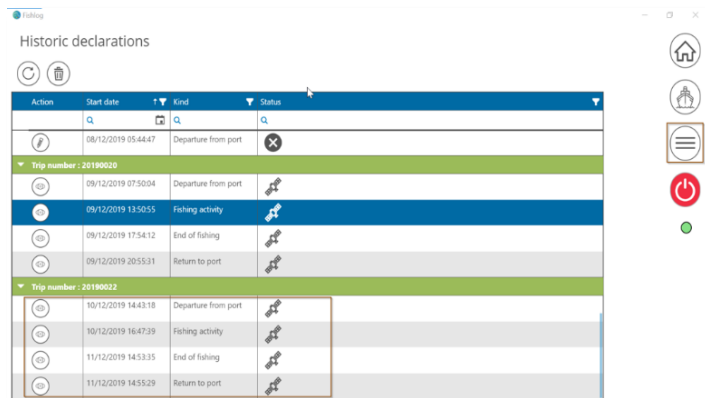 Fishlog
Historic declarations
Action Start date Kind Status
08/12/2019 05:44:47 Departure from port
Trip number : 20190020
09/12/2019 07:50:04 Departure from port
09/12/2019 13:50:55 Fishing activity
09/12/2019 17:54:12 End of fishing
09/12/2019 20:55:31 Return to port
Trip number : 20190022
10/12/2019 14:43:18 Departure from port
10/12/2019 16:47:39 Fishing activity
11/12/2019 14:53:35 End of fishing
11/12/2019 14:55:29 Return to port